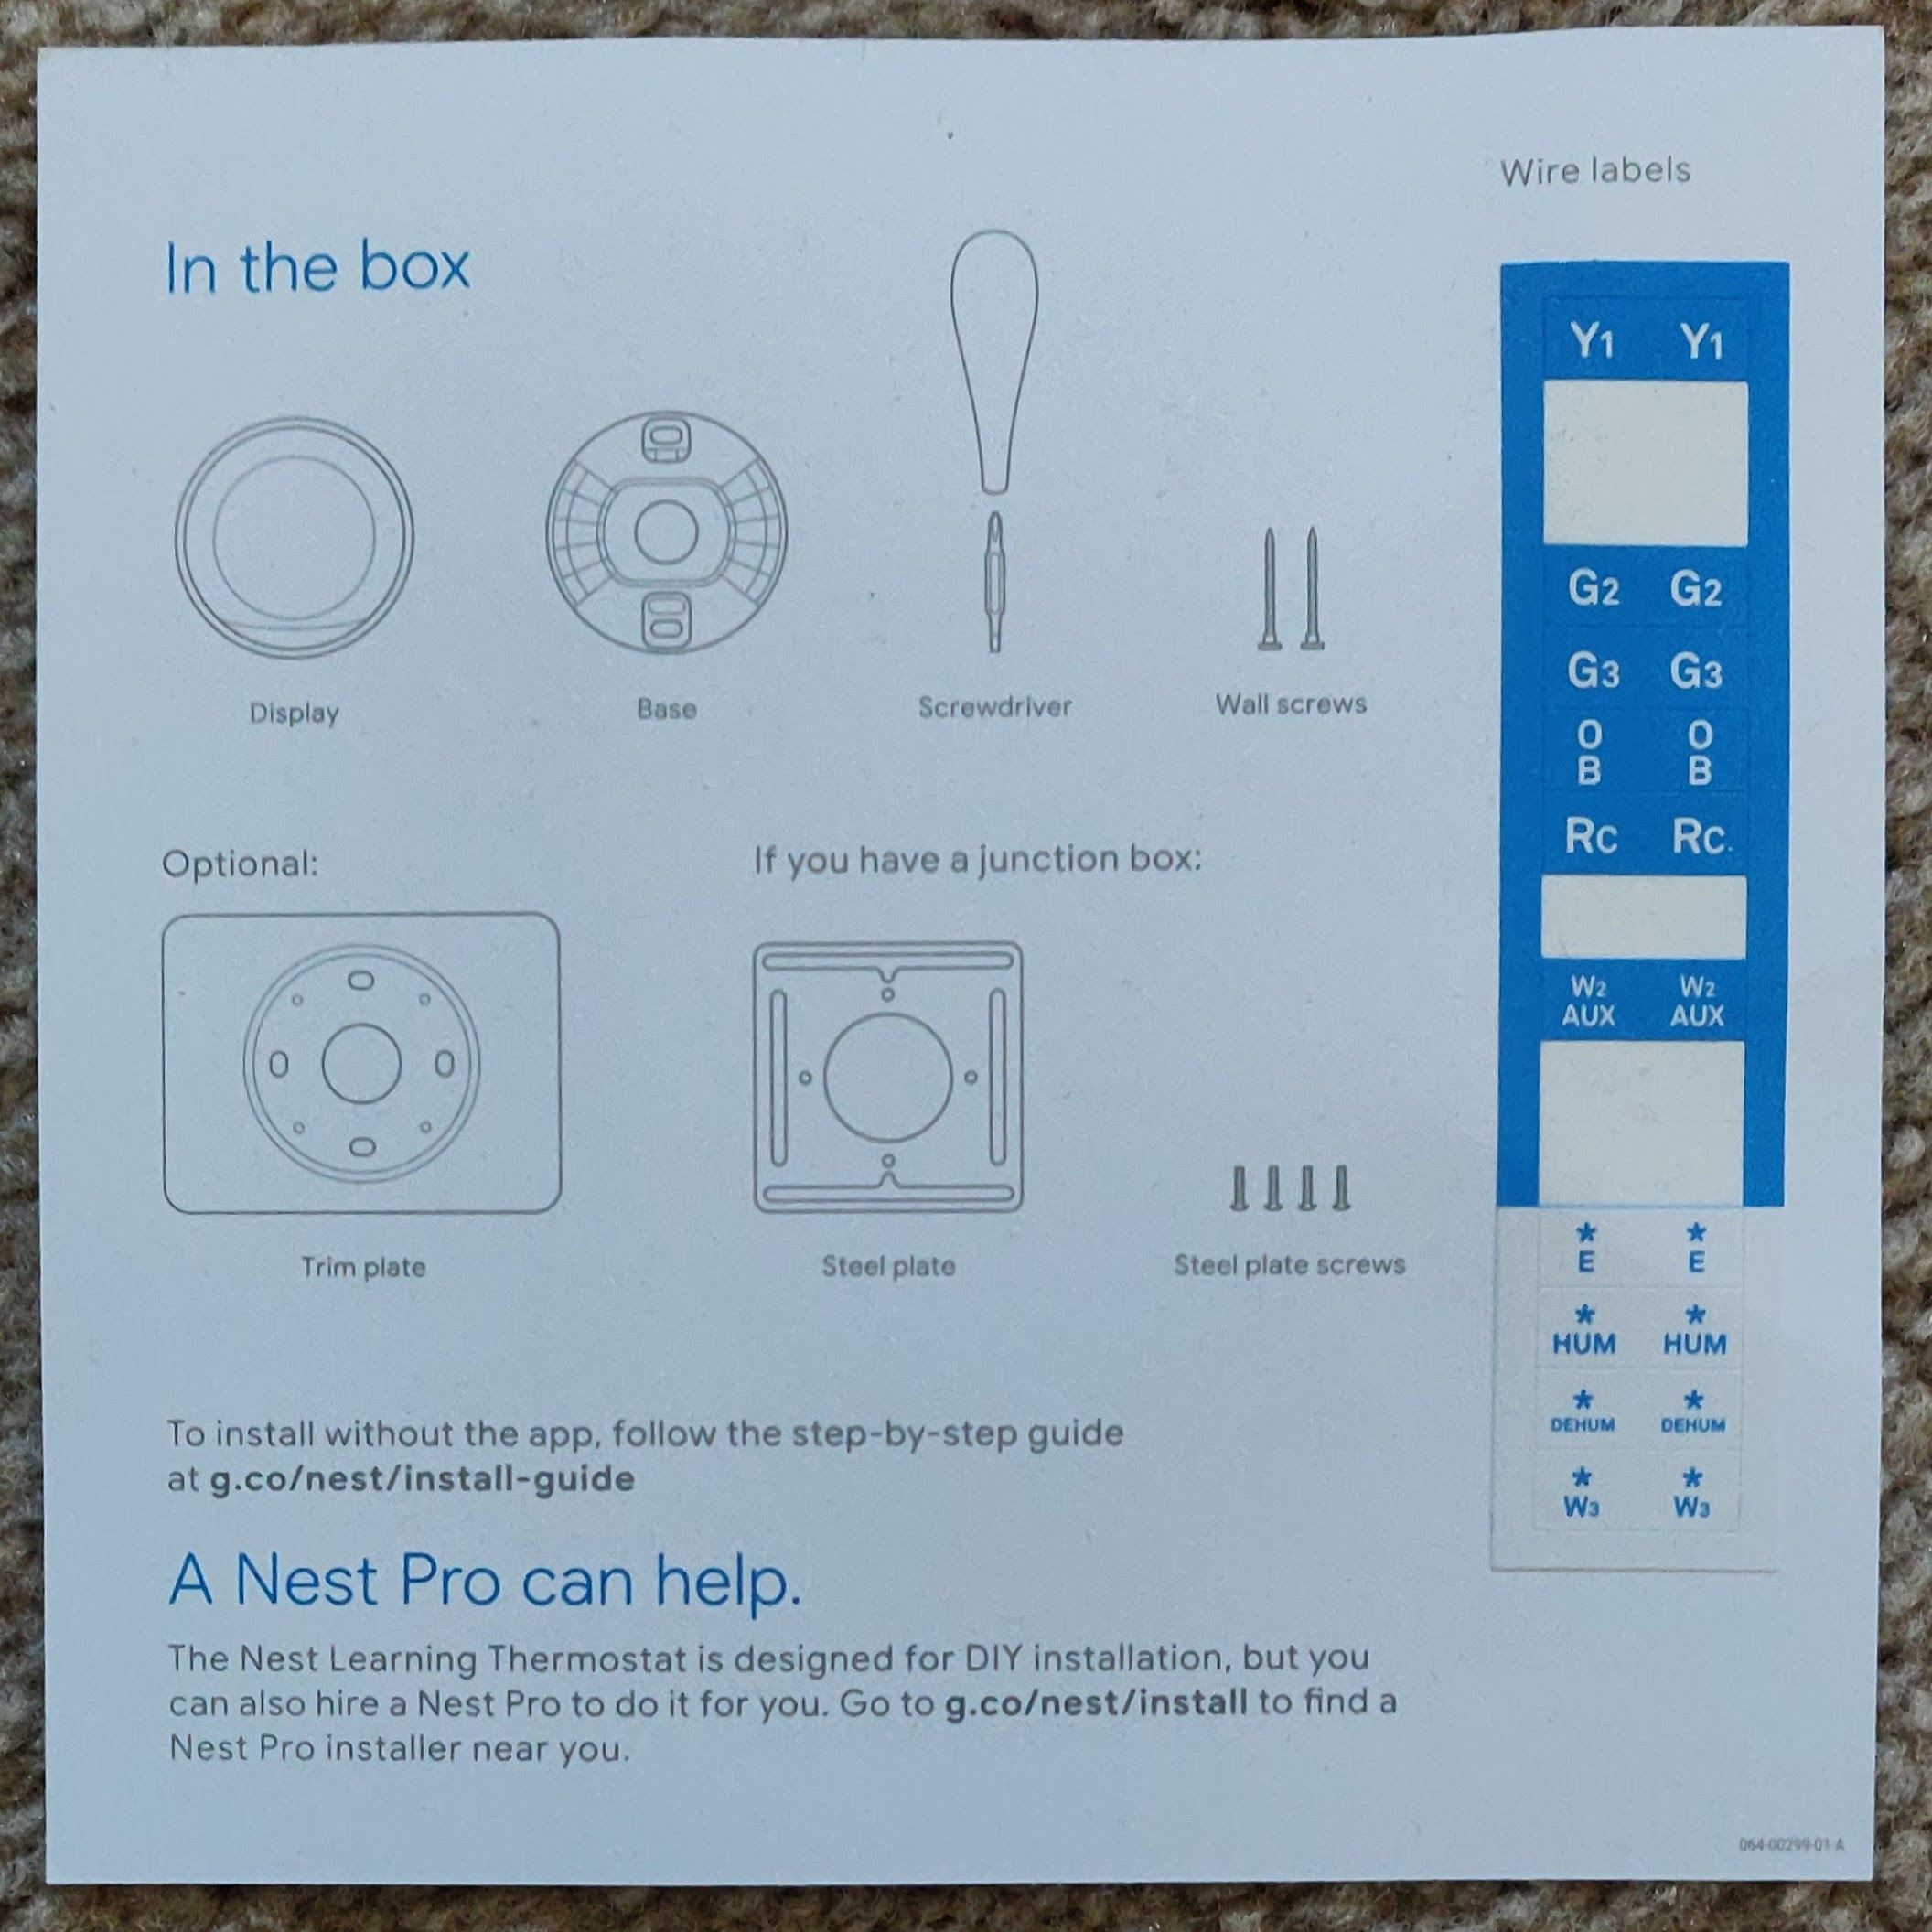 In the box
Display
Base
Screwdriver
Wall screws
Optional:
If you have a junction box:
Trim plate
Steel plate
Steel plate screws
To install without the app, follow the step-by-step guide
at g.co/nest/install-guide
A Nest Pro can help.
The Nest Learning Thermostat is designed for DIY installation, but you
can also hire a Nest Pro to do it for you. Go to g.co/nest/install to find a
Nest Pro installer near you.
Wire labels
Y1 Y1
G2 G2
G3 G3
O O
B B
Rc Rc
W2 W2
AUX AUX
* *
E E
* *
HUM HUM
* *
DEHUM DEHUM
* *
W3 W3
064-00299-01 A